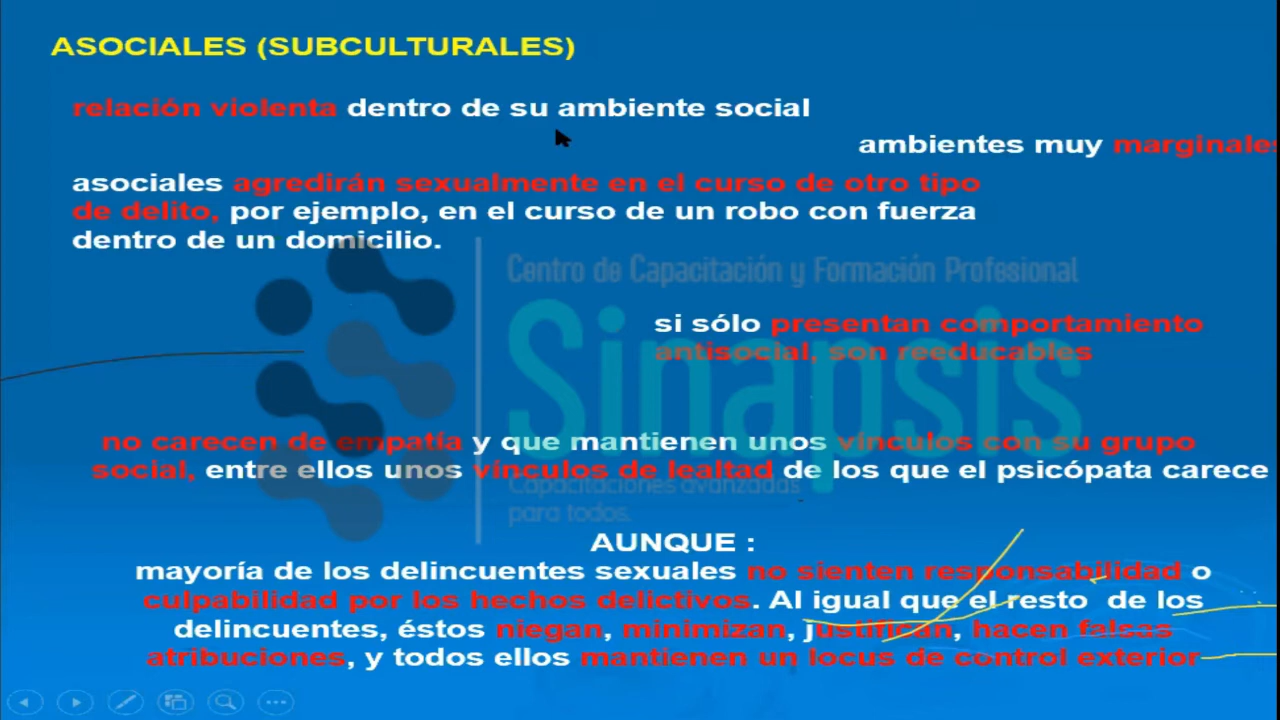 ASOCIALES (SUBCULTURALES)
relación violenta dentro de su ambiente social
ambientes muy marginales
asociales agredirán sexualmente en el curso de otro tipo
de delito, por ejemplo, en el curso de un robo con fuerza
dentro de un domicilio.
Centro de Capacitación y Formación Profesional
Sinapsis
si sólo presentan comportamiento
antisocial, son reeducables
no carecen de empatía y que mantienen unos vínculos con su grupo
social, entre ellos unos vínculos de lealtad de los que el psicópata carece
Capacitaciones avanzadas
para todos.
AUNQUE :
mayoría de los delincuentes sexuales no sienten responsabilidad o
culpabilidad por los hechos delictivos. Al igual que el resto de los
delincuentes, éstos niegan, minimizan, justifican, hacen falsas
atribuciones, y todos ellos mantienen un locus de control exterior